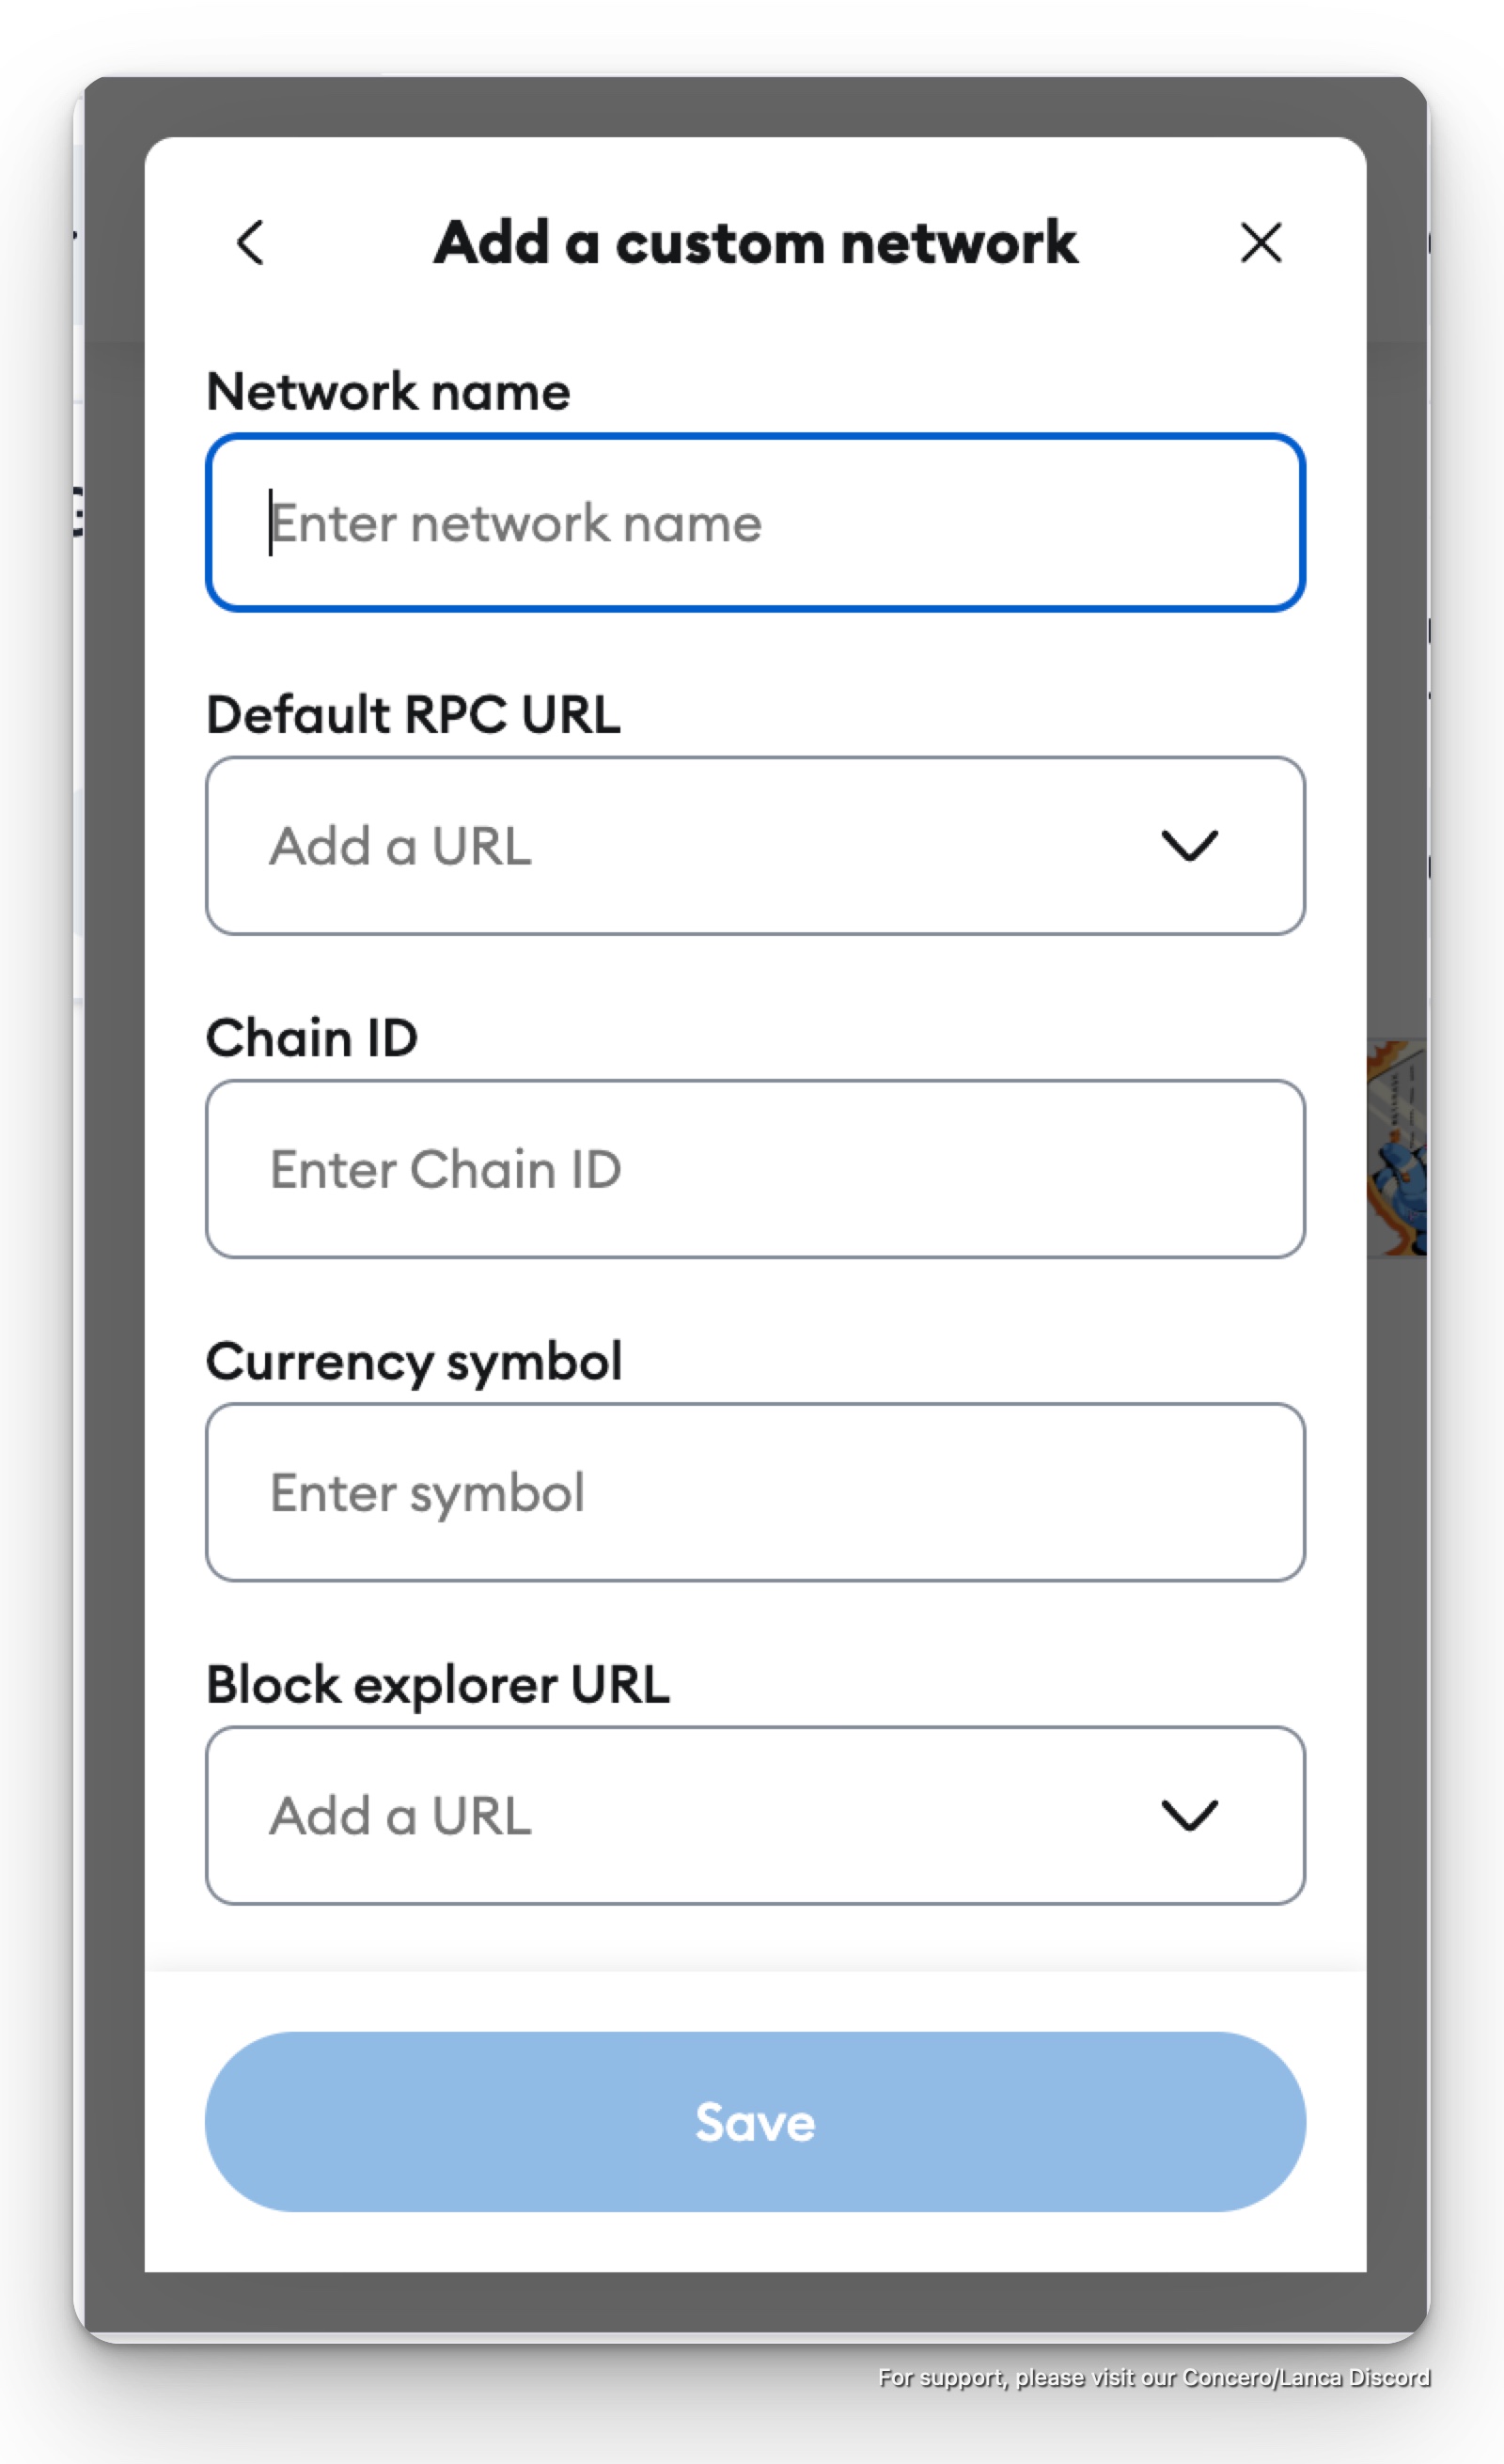 Add a custom network
Network name
Enter network name
Default RPC URL
Add a URL
Chain ID
Enter Chain ID
Currency symbol
Enter symbol
Block explorer URL
Add a URL
Save
For support, please visit our Concero/Lanca Discord